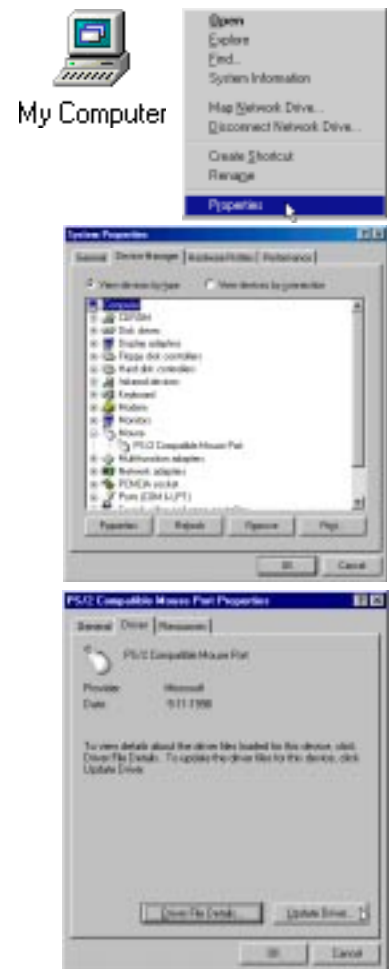 My Computer
Open
Explore
Find...
System Information
Map Network Drive...
Disconnect Network Drive...
Create Shortcut
Rename
Properties
System Properties
General Device Manager Hardware Profiles Performance
View devices by type View devices by connection
Computer
CDROM
Disk drives
Display adapters
Floppy disk controllers
Hard disk controllers
Infrared devices
Keyboard
Modem
Monitors
Mouse
PS/2 Compatible Mouse Port
Multifunction adapters
Network adapters
PCMCIA socket
Ports (COM & LPT)
Properties Refresh Remove Print...
OK Cancel
PS/2 Compatible Mouse Port Properties
General Driver Resources
PS/2 Compatible Mouse Port
Provider: Microsoft
Date:
To view details about the driver files loaded for this device, click
Driver File Details. To update the driver files for this device, click
Update Driver.
Driver File Details... Update Driver...
OK Cancel